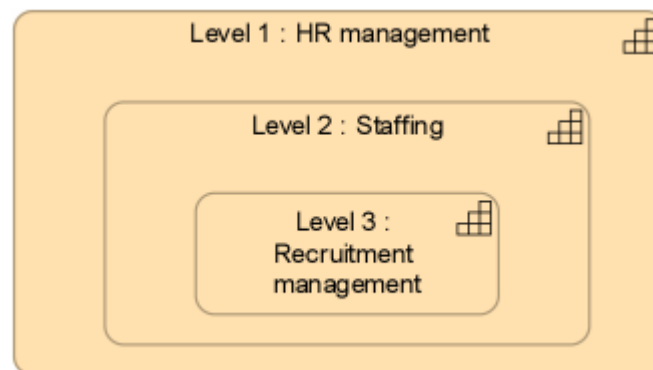 Level 1 : HR management
Level 2 : Staffing
Level 3 :
Recruitment
management